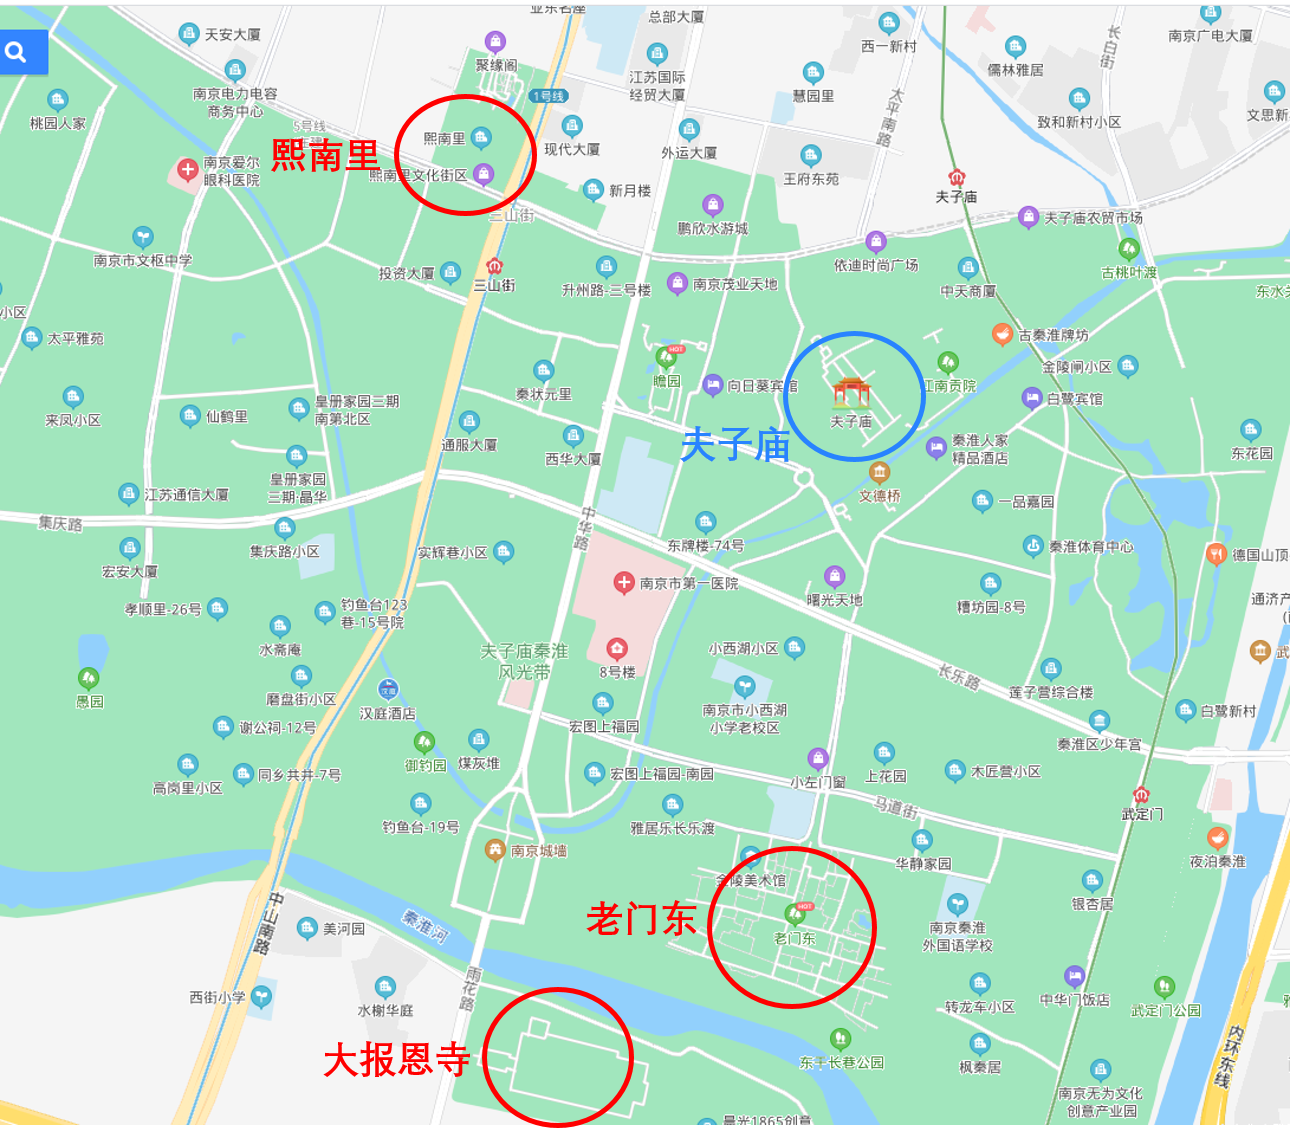 业东名座
总部大厦
天安大厦
聚缘阁
西一新村
长白街
南京广电大厦
南京电力电容
商务中心
江苏国际
经贸大厦
慧园里
儒林雅居
桃园人家
1号线
太平南路
致和新村小区
5号线
熙南里
熙南里
现代大厦
外运大厦
南京爱尔
眼科医院
熙南里文化街区
新月楼
王府东苑
夫子庙
三山街
鹏欣水游城
夫子庙农贸市场
南京市文枢中学
投资大厦
三山街
升州路-三号楼
南京茂业天地
依迪时尚广场
中天商厦
古桃叶渡
小区
太平雅苑
古秦淮牌坊
HOT
瞻园
向日葵宾馆
江南贡院
金陵闸小区
秦状元里
来凤小区
仙鹤里
皇册家园三期
南第北区
夫子庙
白鹭宾馆
夫子庙
通服大厦
西华大厦
秦淮人家
精品酒店
东花园
皇册家园
三期·晶华
江苏通信大厦
文德桥
一品嘉园
集庆路
中华路
集庆路小区
实辉巷小区
东牌楼-74号
秦淮体育中心
德国山顶
宏安大厦
南京市第一医院
曙光天地
糟坊园-8号
孝顺里-26号
钓鱼台123
巷-15号院
水斋庵
夫子庙秦淮
风光带
8号楼
小西湖小区
长乐路
愚园
磨盘街小区
汉庭酒店
南京市小西湖
小学老校区
莲子营综合楼
白鹭新村
谢公祠-12号
宏图上福园
秦淮区少年宫
御钓园
煤灰堆
高岗里小区
同乡共井-7号
宏图上福园-南园
小左门窗
上花园
木匠营小区
马道街
武定门
钓鱼台-19号
雅居乐长乐渡
南京城墙
华静家园
夜泊秦淮
金陵美术馆
银杏居
中山南路
老门东
HOT
老门东
秦淮河
美河园
南京秦淮
外国语学校
雨花路
西街小学
水榭华庭
转龙车小区
中华门饭店
武定门公园
大报恩寺
东干长巷公园
枫秦居
内环东线
南京无为文化
创意产业园
晨光1865创意